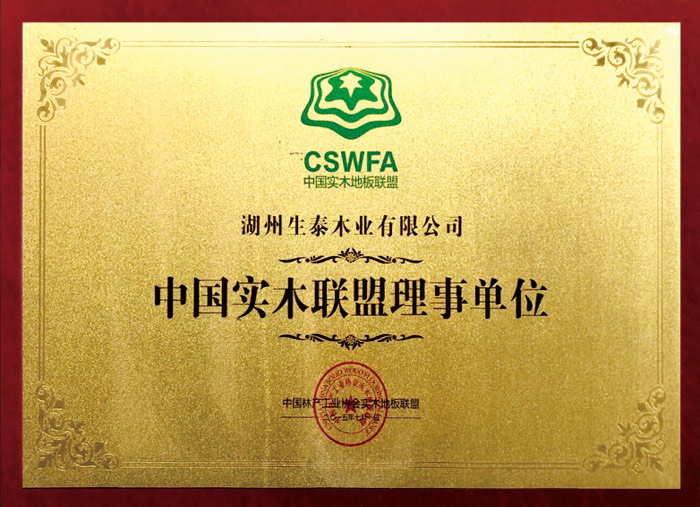 CSWFA
中国实木地板联盟
湖州生泰木业有限公司
中国实木联盟理事单位
中国林产工业协会实木地板联盟